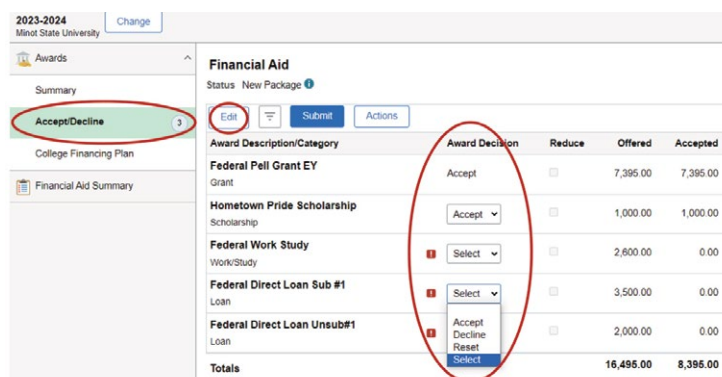 2023-2024
Minot State University
Change
Awards
Summary
Accept/Decline 3
College Financing Plan
Financial Aid Summary
Financial Aid
Status New Package
Edit Submit Actions
Award Description/Category Award Decision Reduce Offered Accepted
Federal Pell Grant EY
Grant
Accept 7,395.00 7,395.00
Hometown Pride Scholarship
Scholarship
Accept 1,000.00 1,000.00
Federal Work Study
Work/Study
Select 2,600.00 0.00
Federal Direct Loan Sub #1
Loan
Select 3,500.00 0.00
Federal Direct Loan Unsub#1
Loan
2,000.00 0.00
Accept
Decline
Reset
Select
Totals 16,495.00 8,395.00